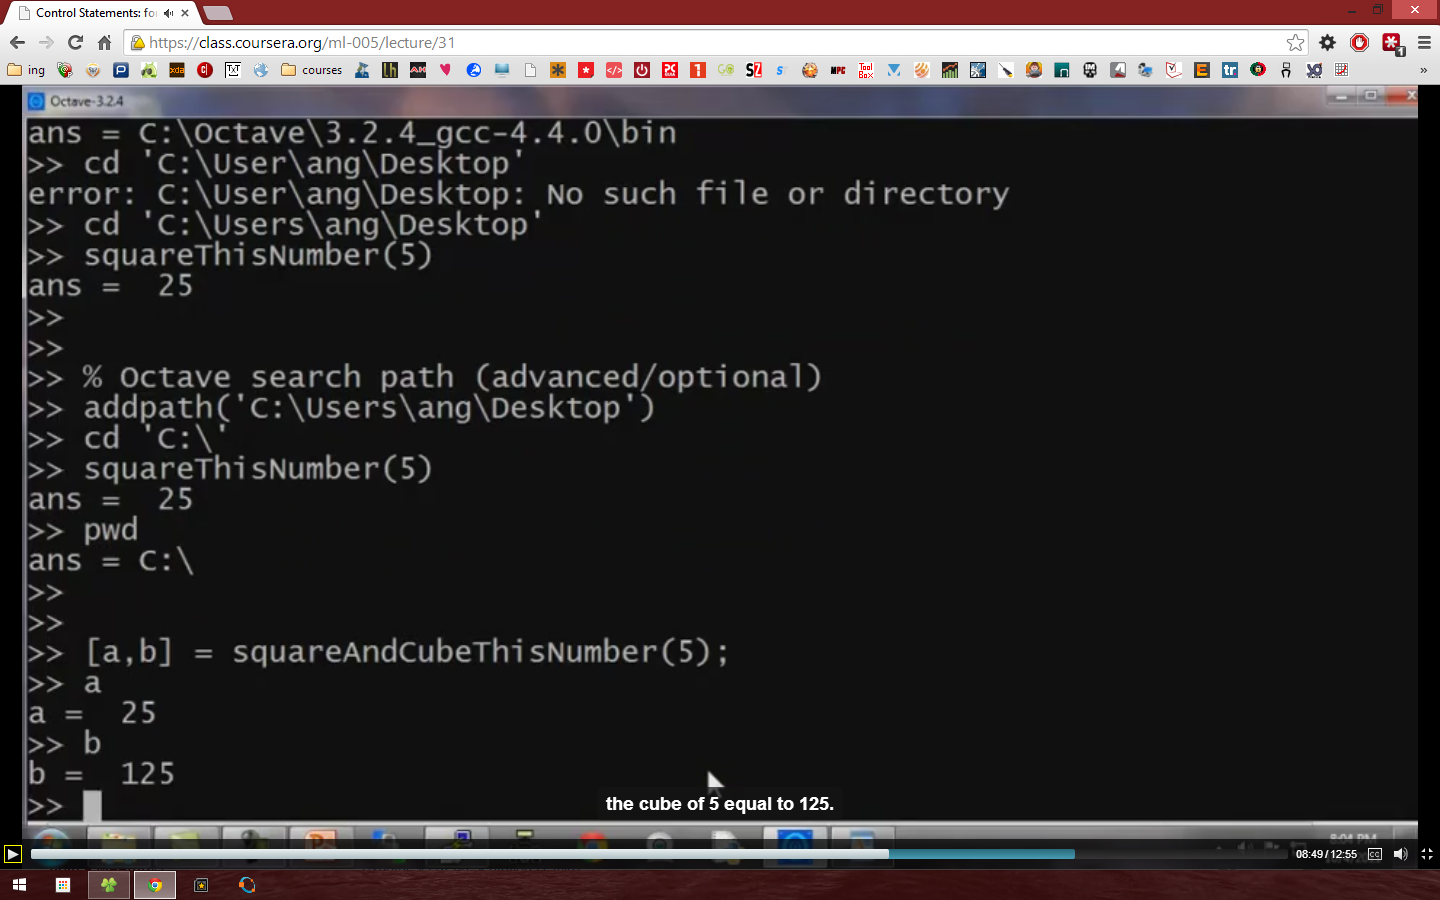 Control Statements: fo
https://class.coursera.org/ml-005/lecture/31
ing
courses
Octave-3.2.4
ans = C:\Octave\3.2.4_gcc-4.4.0\bin
>> cd 'C:\User\ang\Desktop'
error: C:\User\ang\Desktop: No such file or directory
>> cd 'C:\Users\ang\Desktop'
>> squareThisNumber(5)
ans =  25
>>
>>
>> % Octave search path (advanced/optional)
>> addpath('C:\Users\ang\Desktop')
>> cd 'C:\'
>> squareThisNumber(5)
ans =  25
>> pwd
ans = C:\
>>
>>
>> [a,b] = squareAndCubeThisNumber(5);
>> a
a =  25
>> b
b =  125
>>
the cube of 5 equal to 125.
8:04 PM
08:49/12:55
CC